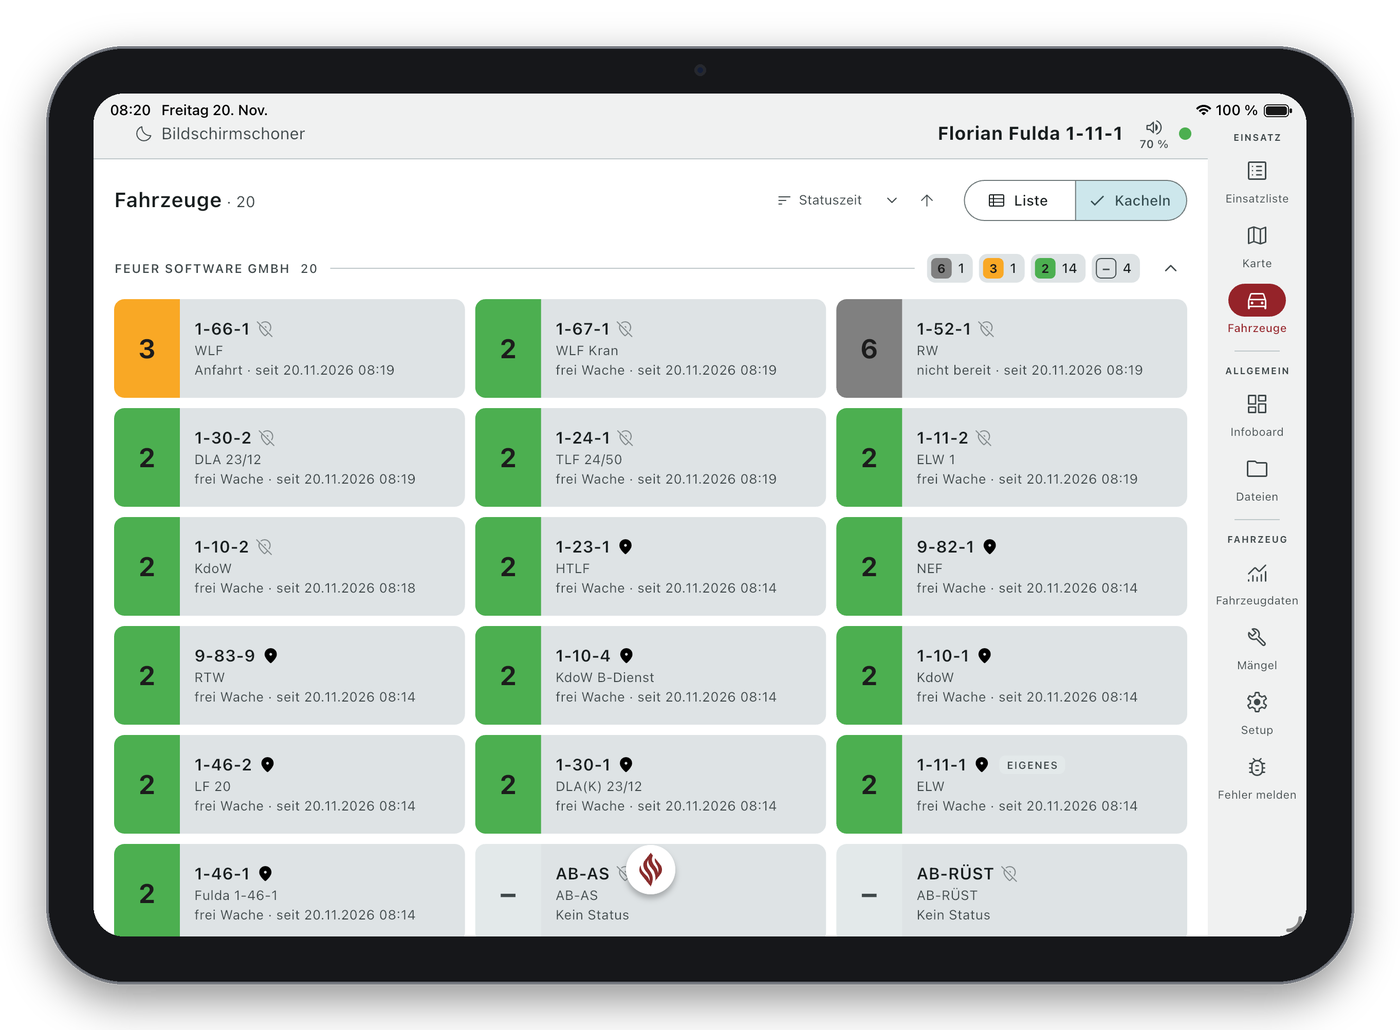 08:20 Freitag 20. Nov.
100 %
Bildschirmschoner
Florian Fulda 1-11-1
70 %
Fahrzeuge · 20
Statuszeit
Liste
Kacheln
FEUER SOFTWARE GMBH 20
6 1
3 1
2 14
– 4
3
1-66-1
WLF
Anfahrt · seit 20.11.2026 08:19
2
1-67-1
WLF Kran
frei Wache · seit 20.11.2026 08:19
6
1-52-1
RW
nicht bereit · seit 20.11.2026 08:19
2
1-30-2
DLA 23/12
frei Wache · seit 20.11.2026 08:19
2
1-24-1
TLF 24/50
frei Wache · seit 20.11.2026 08:19
2
1-11-2
ELW 1
frei Wache · seit 20.11.2026 08:19
2
1-10-2
KdoW
frei Wache · seit 20.11.2026 08:18
2
1-23-1
HTLF
frei Wache · seit 20.11.2026 08:14
2
9-82-1
NEF
frei Wache · seit 20.11.2026 08:14
2
9-83-9
RTW
frei Wache · seit 20.11.2026 08:14
2
1-10-4
KdoW B-Dienst
frei Wache · seit 20.11.2026 08:14
2
1-10-1
KdoW
frei Wache · seit 20.11.2026 08:14
2
1-46-2
LF 20
frei Wache · seit 20.11.2026 08:14
2
1-30-1
DLA(K) 23/12
frei Wache · seit 20.11.2026 08:14
2
1-11-1 EIGENES
ELW
frei Wache · seit 20.11.2026 08:14
2
1-46-1
Fulda 1-46-1
frei Wache · seit 20.11.2026 08:14
–
AB-AS
AB-AS
Kein Status
–
AB-RÜST
AB-RÜST
Kein Status
EINSATZ
Einsatzliste
Karte
Fahrzeuge
ALLGEMEIN
Infoboard
Dateien
FAHRZEUG
Fahrzeugdaten
Mängel
Setup
Fehler melden